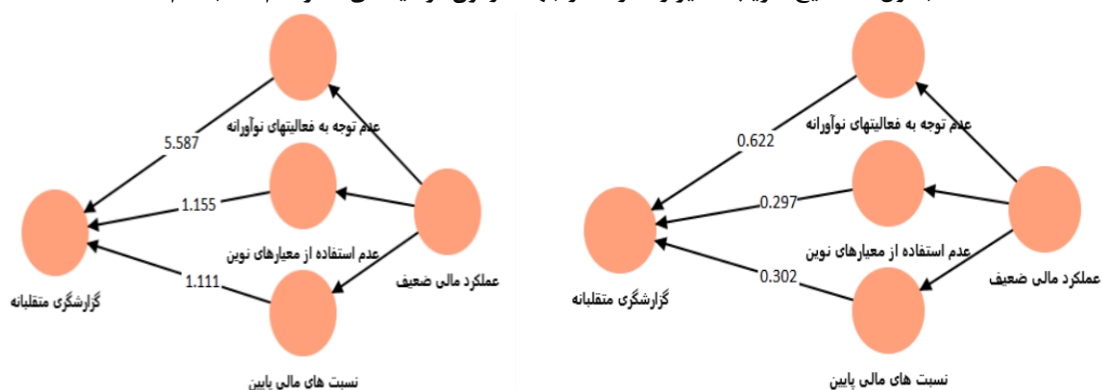 عدم توجه به فعالیتهای نوآورانه
5.587
1.155
عدم استفاده از معیارهای نوین
1.111
عملکرد مالی ضعیف
گزارشگری متقلبانه
نسبت های مالی پایین
عدم توجه به فعالیتهای نوآورانه
0.622
0.297
عدم استفاده از معیارهای نوین
0.302
عملکرد مالی ضعیف
گزارشگری متقلبانه
نسبت های مالی پایین